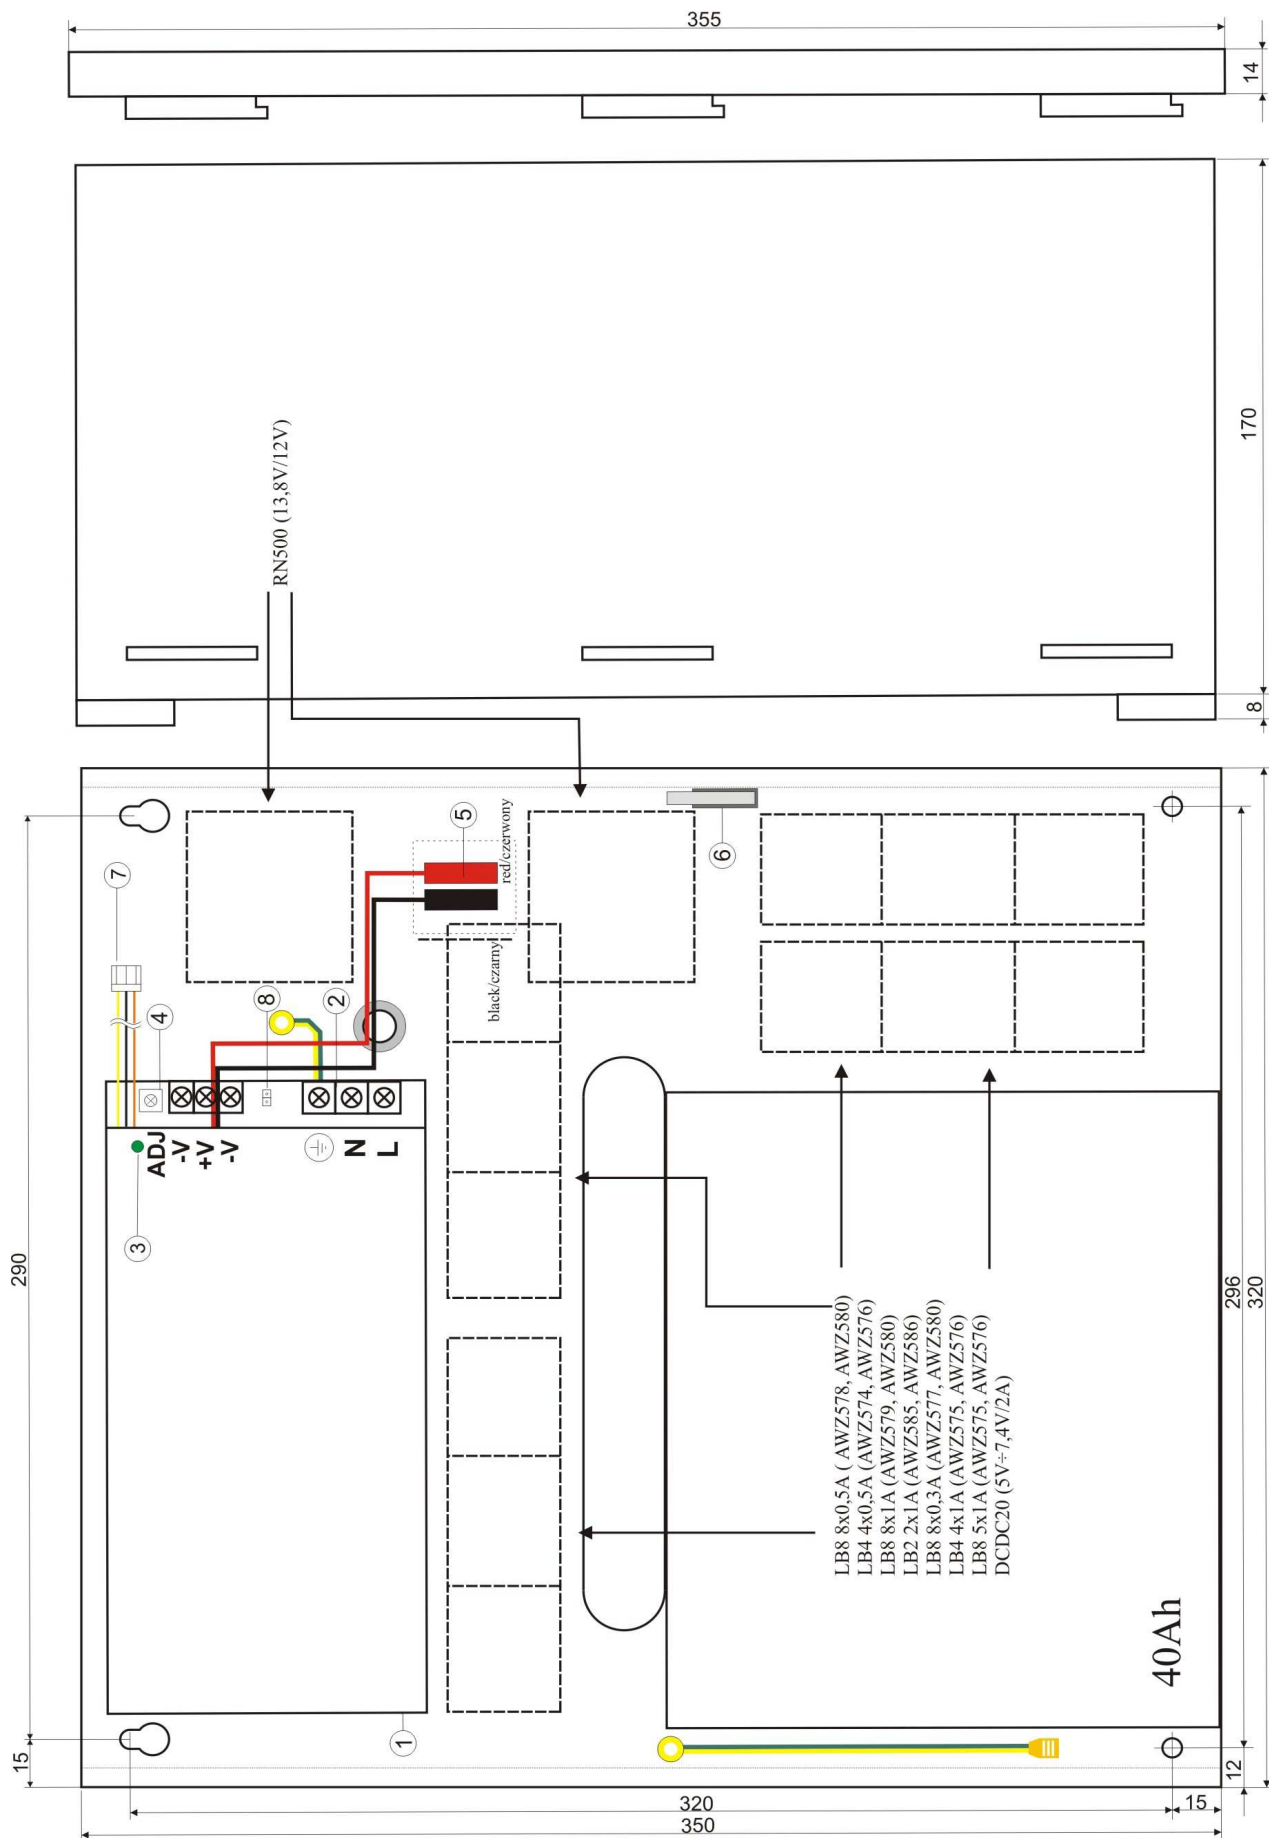 355
14
170
8
RN500 (13,8V/12V)
290
15
7
4
8
2
5
red/czerwony
black/czarny
6
3
ADJ
-V
+V
-V
N
L
1
LB8 8x0,5A ( AWZ578, AWZ580)
LB4 4x0,5A (AWZ574, AWZ576)
LB8 8x1A (AWZ579, AWZ580)
LB2 2x1A (AWZ585, AWZ586)
LB8 8x0,3A (AWZ577, AWZ580)
LB4 4x1A (AWZ575, AWZ576)
LB8 5x1A (AWZ575, AWZ576)
DCDC20 (5V÷7,4V/2A)
40Ah
296
320
12
320
15
350